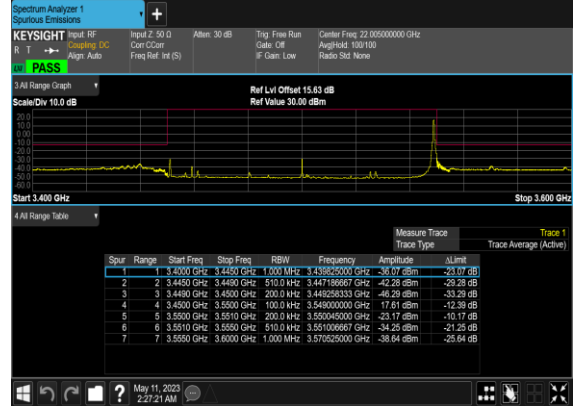 Spectrum Analyzer 1
Spurious Emissions
KEYSIGHT Input: RF Input Z: 50 Ω Atten: 30 dB Trig: Free Run Center Freq: 22.005000000 GHz
R T Coupling: DC Corr CCorr Gate: Off Avg|Hold: 100/100
Align: Auto Freq Ref: Int (S) IF Gain: Low Radio Std: None
LW PASS
3 All Range Graph
Ref Lvl Offset 15.63 dB
Scale/Div 10.0 dB Ref Value 30.00 dBm
20.0
10.0
0.00
-10.0
-20.0
-30.0
-40.0
-50.0
-60.0
Start 3.400 GHz Stop 3.600 GHz
4 All Range Table
Measure Trace Trace 1
Trace Type Trace Average (Active)
Spur Range Start Freq Stop Freq RBW Frequency Amplitude ΔLimit
1 1 3.4000 GHz 3.4450 GHz 1.000 MHz 3.439825000 GHz -36.07 dBm -23.07 dB
2 2 3.4450 GHz 3.4490 GHz 510.0 kHz 3.447186667 GHz -42.28 dBm -29.28 dB
3 3 3.4490 GHz 3.4500 GHz 200.0 kHz 3.449258333 GHz -46.29 dBm -33.29 dB
4 4 3.4500 GHz 3.5500 GHz 100.0 kHz 3.549000000 GHz 17.61 dBm -12.39 dB
5 5 3.5500 GHz 3.5510 GHz 200.0 kHz 3.550045000 GHz -23.17 dBm -10.17 dB
6 6 3.5510 GHz 3.5550 GHz 510.0 kHz 3.551006667 GHz -34.25 dBm -21.25 dB
7 7 3.5550 GHz 3.6000 GHz 1.000 MHz 3.570525000 GHz -38.64 dBm -25.64 dB
? May 11, 2023
2:27:21 AM